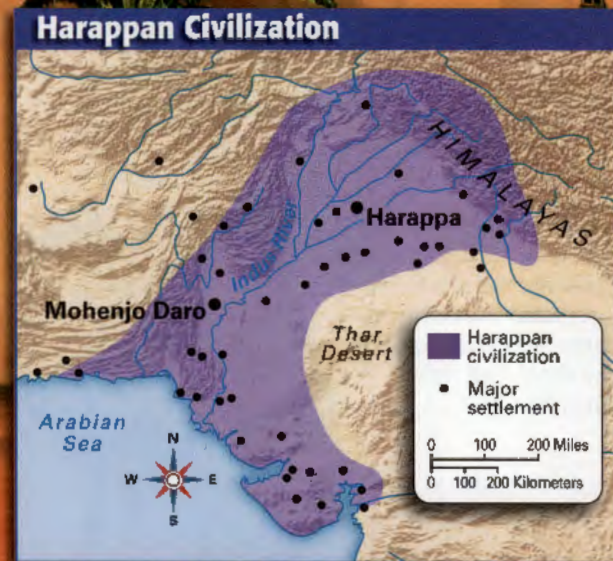 Harappan Civilization
HIMALAYAS
Harappa
Indus River
Mohenjo Daro
Thar
Desert
Arabian
Sea
N
W E
S
Harappan
civilization
Major
settlement
0 100 200 Miles
0 100 200 Kilometers